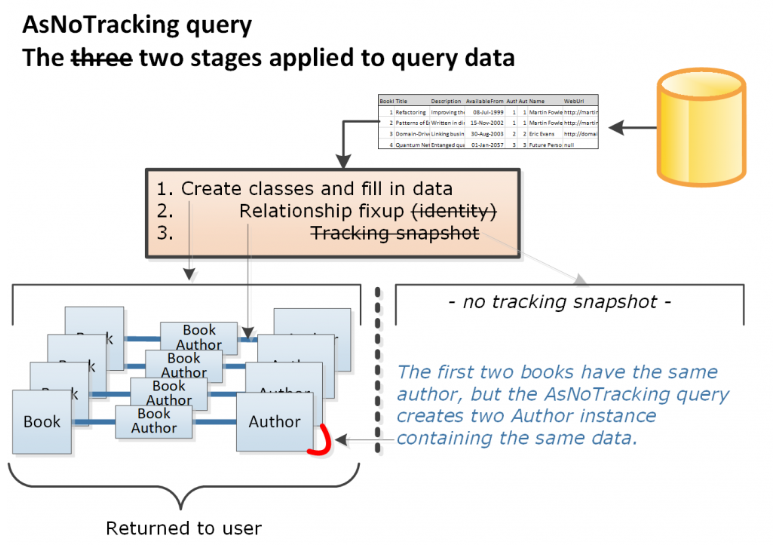 AsNoTracking query
The three two stages applied to query data
BookI Title Description AvailableFrom Auth Aut Name WebUrl
1 Refactoring Improving th 08-Jul-1999 1 1 Martin Fowle http://martin
2 Patterns of E Written in di 15-Nov-2002 1 1 Martin Fowle http://martin
3 Domain-Drive Linking busin 30-Aug-2003 2 2 Eric Evans http://domai
4 Quantum Net Entanged qua 01-Jan-2057 3 3 Future Perso null
1. Create classes and fill in data
2. Relationship fixup (identity)
3. Tracking snapshot
- no tracking snapshot -
Book
Book
Author
Book
Book
Author
Author
Book
Book
Author
Author
Book
Book
Author
Author
The first two books have the same
author, but the AsNoTracking query
creates two Author instance
containing the same data.
Returned to user